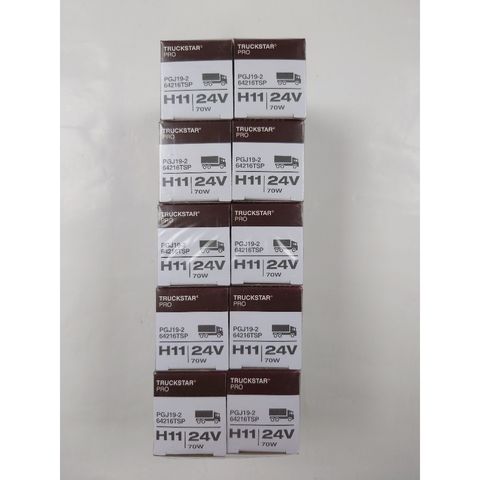 TRUCKSTAR®
PRO
PGJ19-2
64216TSP
H11 24V
70W
TRUCKSTAR®
PRO
PGJ19-2
64216TSP
H11 24V
70W
TRUCKSTAR®
PRO
PGJ19-2
64216TSP
H11 24V
70W
TRUCKSTAR®
PRO
PGJ19-2
64216TSP
H11 24V
70W
TRUCKSTAR®
PRO
PGJ19-2
64216TSP
H11 24V
70W
TRUCKSTAR®
PRO
PGJ19-2
64216TSP
H11 24V
70W
TRUCKSTAR®
PRO
PGJ19-2
64216TSP
H11 24V
70W
TRUCKSTAR®
PRO
PGJ19-2
64216TSP
H11 24V
70W
TRUCKSTAR®
PRO
PGJ19-2
64216TSP
H11 24V
70W
TRUCKSTAR®
PRO
PGJ19-2
64216TSP
H11 24V
70W